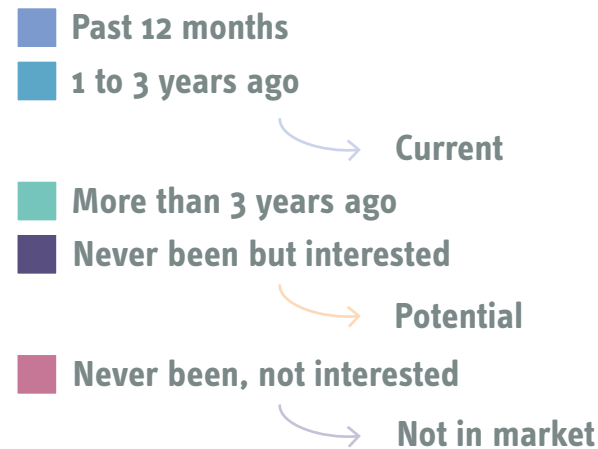 Past 12 months
1 to 3 years ago
Current
More than 3 years ago
Never been but interested
Potential
Never been, not interested
Not in market